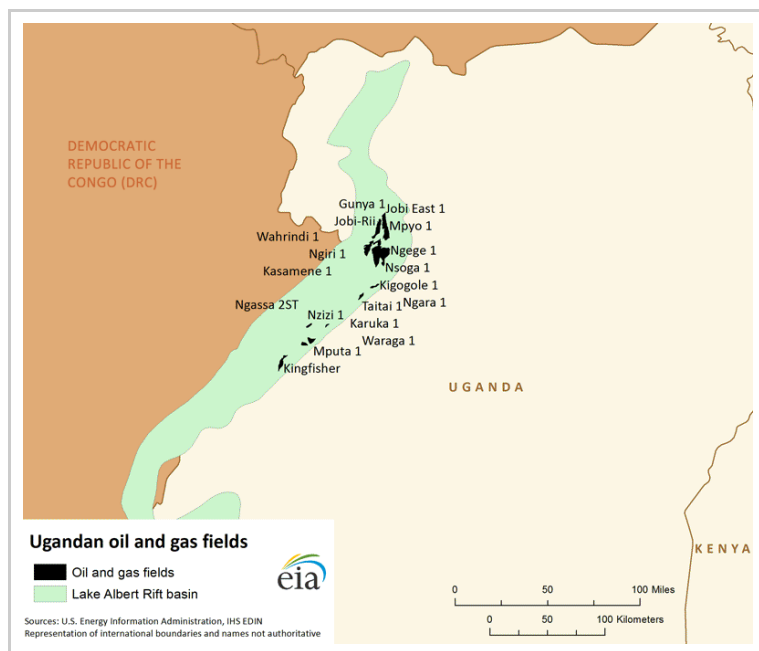 DEMOCRATIC
REPUBLIC OF THE
CONGO (DRC)
Gunya 1
Jobi East 1
Jobi-Rii
Mpyo 1
Wahrindi 1
Ngiri 1
Ngege 1
Kasamene 1
Nsoga 1
Kigogole 1
Ngassa 2ST
Taitai 1
Ngara 1
Nzizi 1
Karuka 1
Waraga 1
Mputa 1
Kingfisher
UGANDA
KENYA
Ugandan oil and gas fields
Oil and gas fields
Lake Albert Rift basin
eia
Sources: U.S. Energy Information Administration, IHS EDIN
Representation of international boundaries and names not authoritative
0 50 100 Miles
0 50 100 Kilometers